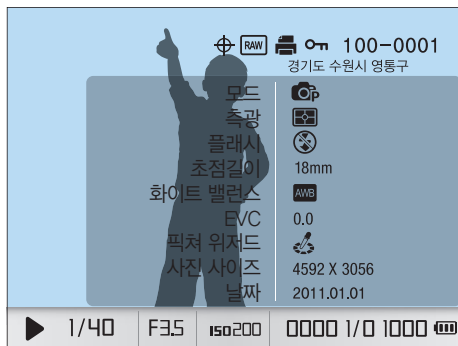 RAW 100-0001
경기도 수원시 영통구
모드 P
측광
플래시
초점길이 18mm
화이트 밸런스 AWB
EVC 0.0
픽쳐 위저드
사진 사이즈 4592 X 3056
날짜 2011.01.01
1/40 F3.5 ISO200 0000 1/0 1000